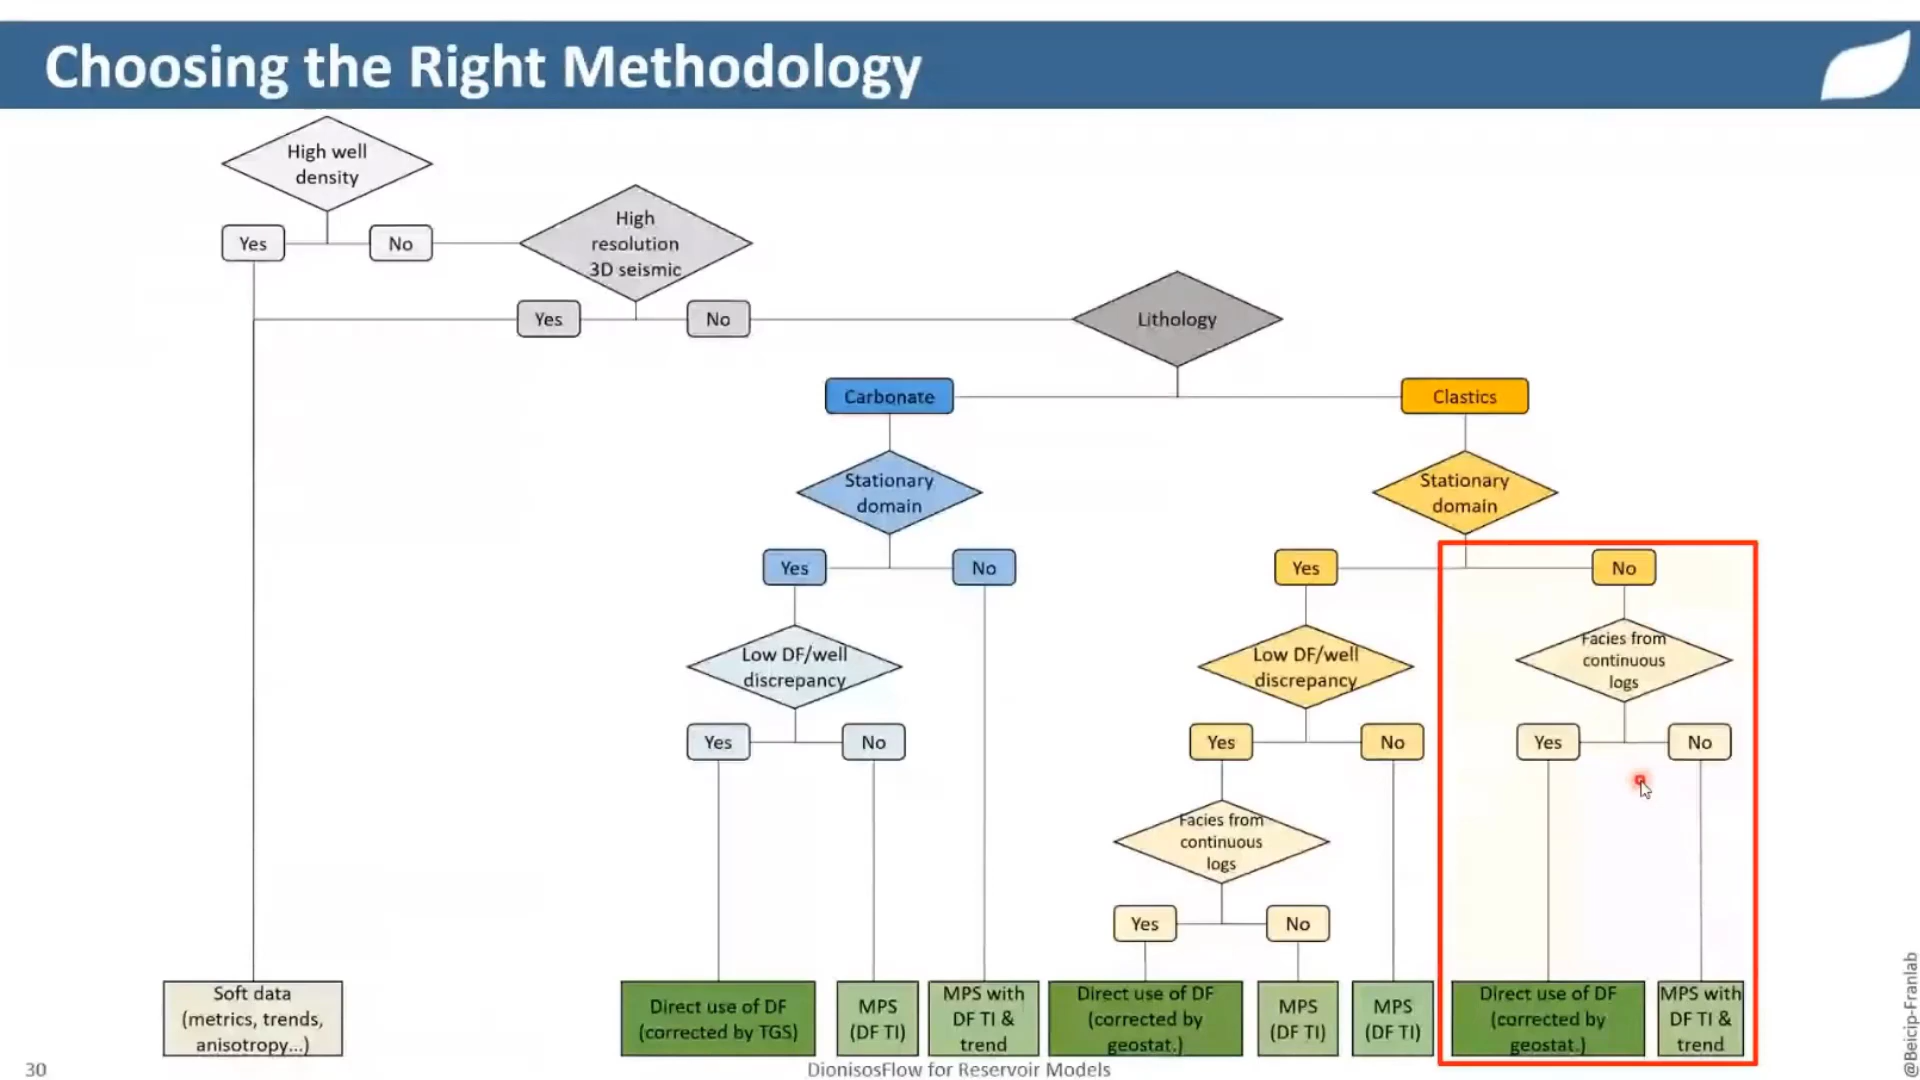 Choosing the Right Methodology
High well
density
Yes
No
High
resolution
3D seismic
Yes
No
Lithology
Carbonate
Clastics
Stationary
domain
Stationary
domain
Yes
No
Yes
No
Low DF/well
discrepancy
Low DF/well
discrepancy
Facies from
continuous
logs
Yes
No
Yes
No
Yes
No
Facies from
continuous
logs
Yes
No
Soft data
(metrics, trends,
anisotropy...)
Direct use of DF
(corrected by TGS)
MPS
(DF TI)
MPS with
DF TI &
trend
Direct use of DF
(corrected by
geostat.)
MPS
(DF TI)
MPS
(DF TI)
Direct use of DF
(corrected by
geostat.)
MPS with
DF TI &
trend
30
DionisosFlow for Reservoir Models
@Beicip-Franlab